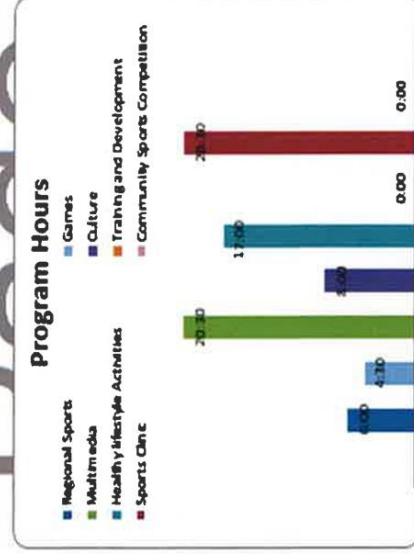 Program Hours
Regional Sports
Games
Multimedia
Culture
Healthy lifestyle Activities
Training and Development
Sports Clinic
Community Sports Competition
6:00
4:30
20:30
8:00
17:00
0:00
20:30
0:00